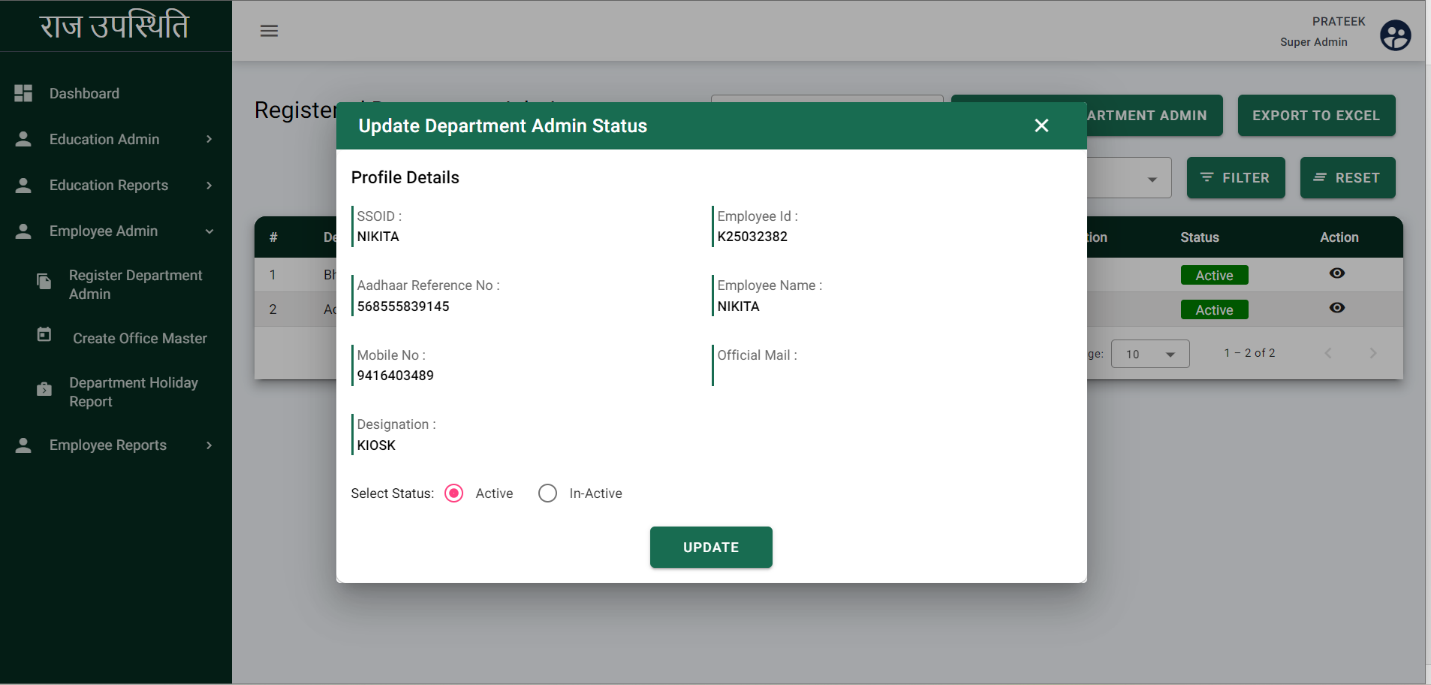 राज उपस्थिति
PRATEEK
Super Admin
Dashboard
Education Admin
Education Reports
Employee Admin
Register Department
Admin
Create Office Master
Department Holiday
Report
Employee Reports
EXPORT TO EXCEL
FILTER
RESET
# Status Action
1 Active
2 Active
10 1 – 2 of 2
Update Department Admin Status
Profile Details
SSOID :
NIKITA
Employee Id :
K25032382
Aadhaar Reference No :
568555839145
Employee Name :
NIKITA
Mobile No :
9416403489
Official Mail :
Designation :
KIOSK
Select Status: Active In-Active
UPDATE